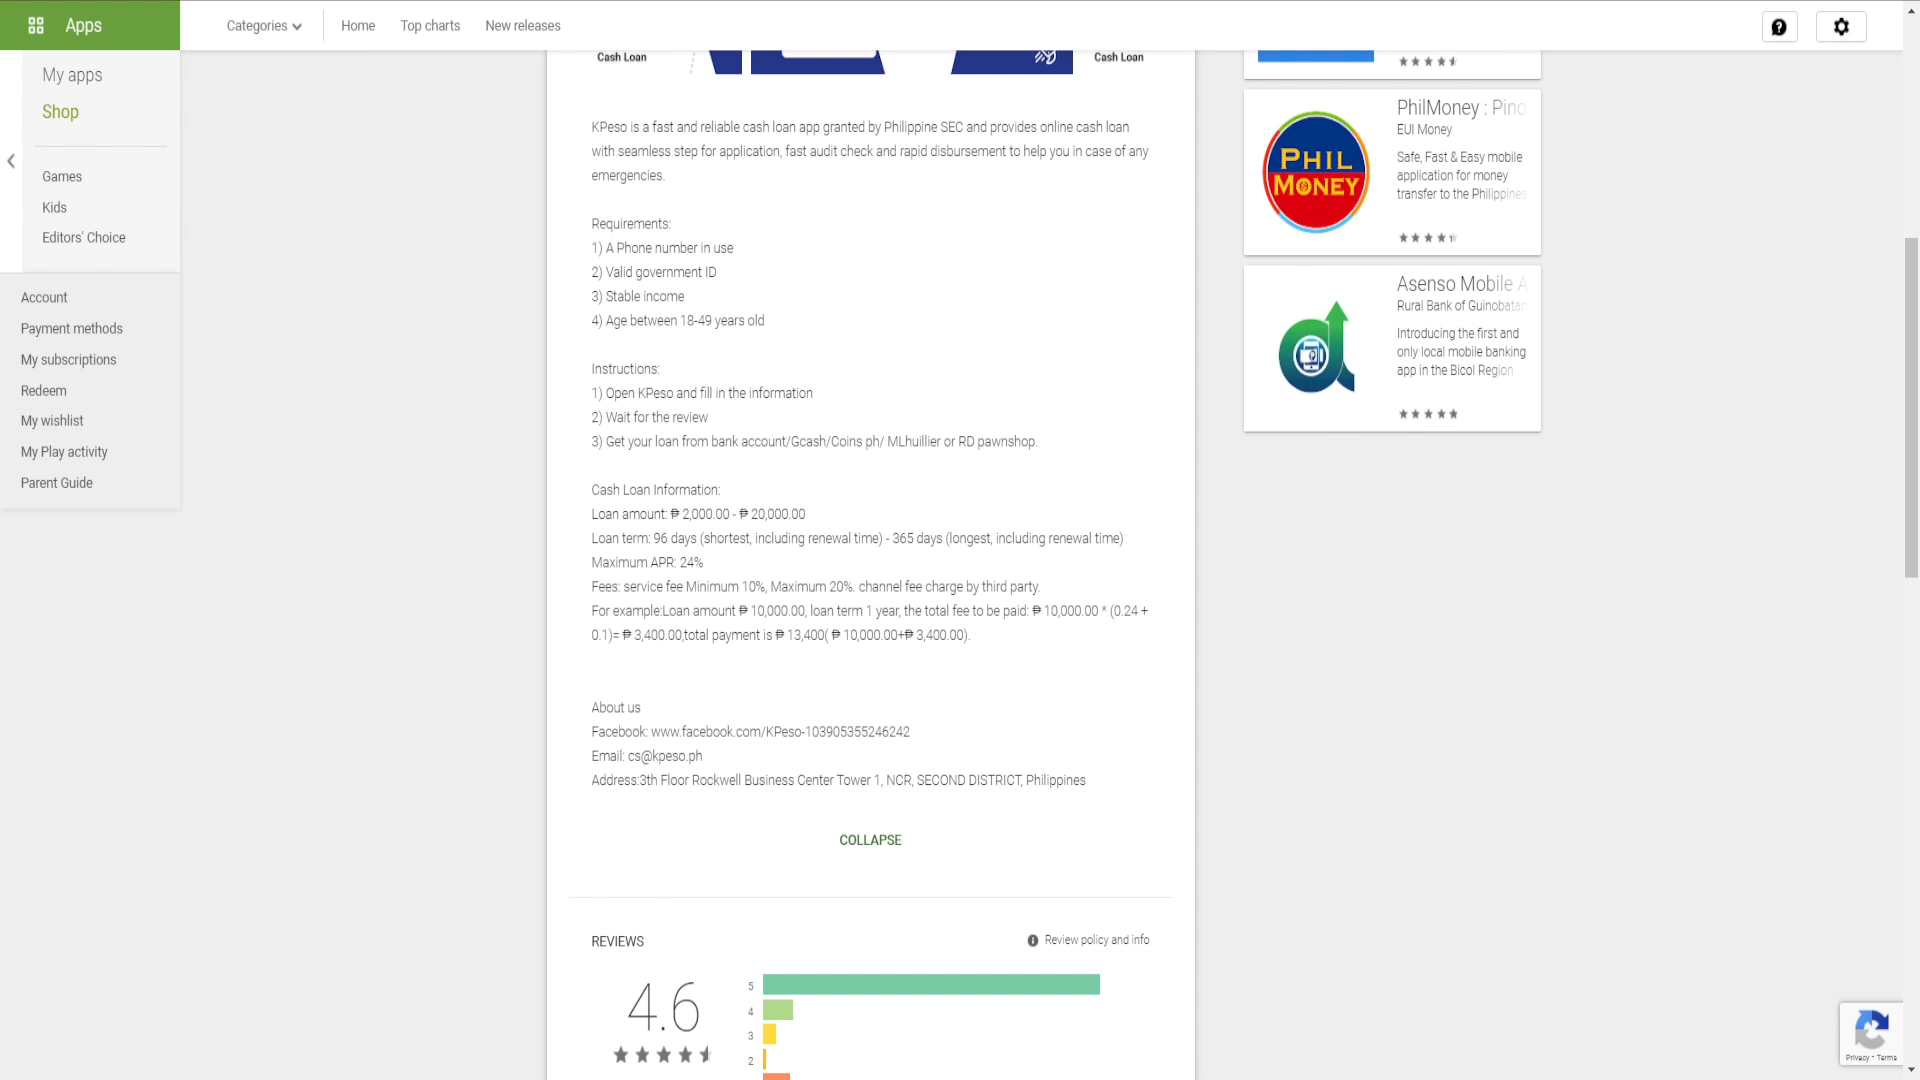 Apps
Categories
Home
Top charts
New releases
My apps
Shop
Games
Kids
Editors' Choice
Account
Payment methods
My subscriptions
Redeem
My wishlist
My Play activity
Parent Guide
Cash Loan
Cash Loan
KPeso is a fast and reliable cash loan app granted by Philippine SEC and provides online cash loan
with seamless step for application, fast audit check and rapid disbursement to help you in case of any
emergencies.
Requirements:
1) A Phone number in use
2) Valid government ID
3) Stable income
4) Age between 18-49 years old
Instructions:
1) Open KPeso and fill in the information
2) Wait for the review
3) Get your loan from bank account/Gcash/Coins ph/ MLhuillier or RD pawnshop.
Cash Loan Information:
Loan amount: ₱ 2,000.00 - ₱ 20,000.00
Loan term: 96 days (shortest, including renewal time) - 365 days (longest, including renewal time)
Maximum APR: 24%
Fees: service fee Minimum 10%, Maximum 20%. channel fee charge by third party.
For example:Loan amount ₱ 10,000.00, loan term 1 year, the total fee to be paid: ₱ 10,000.00 * (0.24 +
0.1)= ₱ 3,400.00,total payment is ₱ 13,400( ₱ 10,000.00+₱ 3,400.00).
About us
Facebook: www.facebook.com/KPeso-103905355246242
Email: cs@kpeso.ph
Address:3th Floor Rockwell Business Center Tower 1, NCR, SECOND DISTRICT, Philippines
COLLAPSE
REVIEWS
Review policy and info
4.6
5
4
3
2
PHIL
MONEY
PhilMoney : Pino
EUI Money
Safe, Fast & Easy mobile
application for money
transfer to the Philippines
Asenso Mobile A
Rural Bank of Guinobatan,
Introducing the first and
only local mobile banking
app in the Bicol Region
Privacy - Terms